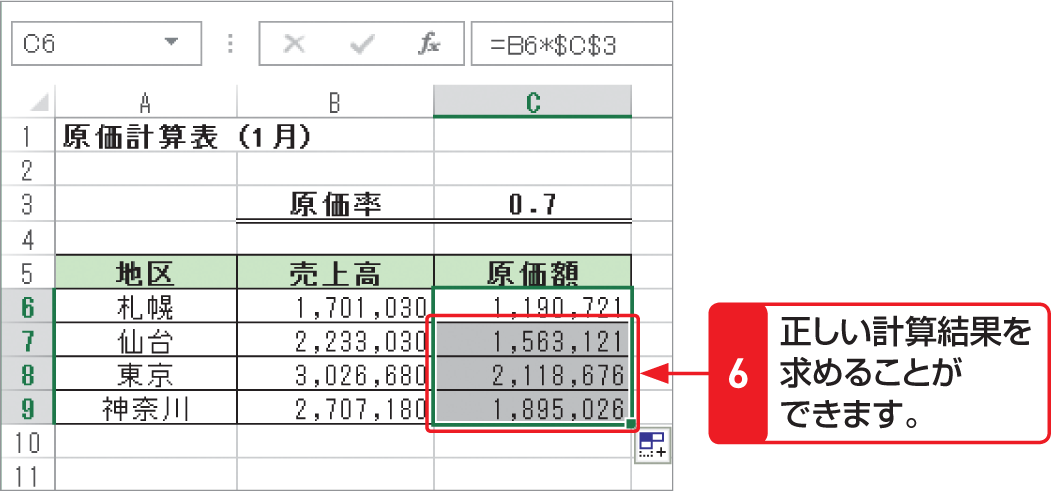 C6 fx =B6*$C$3
A B C
1 原価計算表（1月）
2
3 原価率 0.7
4
5 地区 売上高 原価額
6 札幌 1,701,030 1,190,721
7 仙台 2,233,030 1,563,121
8 東京 3,026,680 2,118,676
9 神奈川 2,707,180 1,895,026
10
11
6
正しい計算結果を
求めることが
できます。